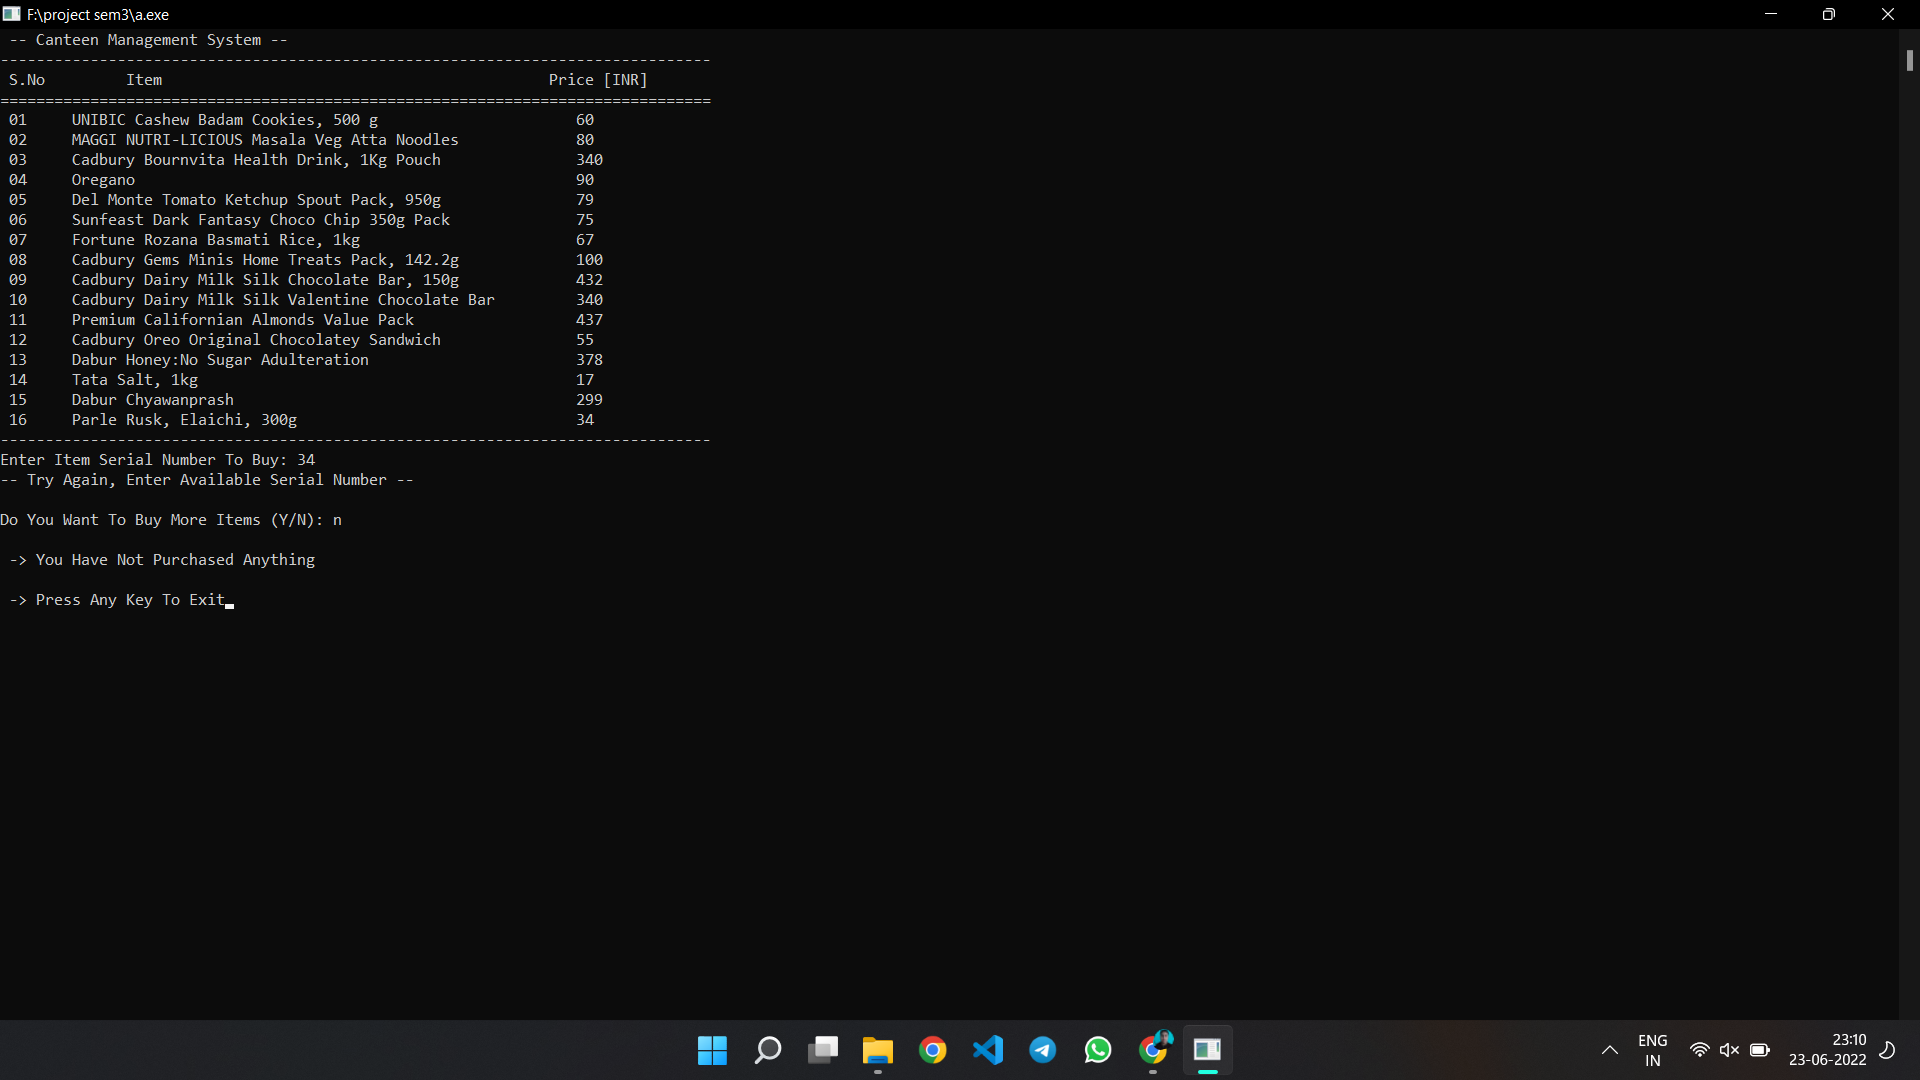 F:\project sem3\a.exe
-- Canteen Management System --
-------------------------------------------------------------------------------
S.No         Item                                           Price [INR]
===============================================================================
01     UNIBIC Cashew Badam Cookies, 500 g                      60
02     MAGGI NUTRI-LICIOUS Masala Veg Atta Noodles             80
03     Cadbury Bournvita Health Drink, 1Kg Pouch               340
04     Oregano                                                 90
05     Del Monte Tomato Ketchup Spout Pack, 950g               79
06     Sunfeast Dark Fantasy Choco Chip 350g Pack              75
07     Fortune Rozana Basmati Rice, 1kg                        67
08     Cadbury Gems Minis Home Treats Pack, 142.2g             100
09     Cadbury Dairy Milk Silk Chocolate Bar, 150g             432
10     Cadbury Dairy Milk Silk Valentine Chocolate Bar         340
11     Premium Californian Almonds Value Pack                  437
12     Cadbury Oreo Original Chocolatey Sandwich               55
13     Dabur Honey:No Sugar Adulteration                       378
14     Tata Salt, 1kg                                          17
15     Dabur Chyawanprash                                      299
16     Parle Rusk, Elaichi, 300g                               34
-------------------------------------------------------------------------------
Enter Item Serial Number To Buy: 34
-- Try Again, Enter Available Serial Number --
Do You Want To Buy More Items (Y/N): n
-> You Have Not Purchased Anything
-> Press Any Key To Exit
ENG
IN
23:10
23-06-2022